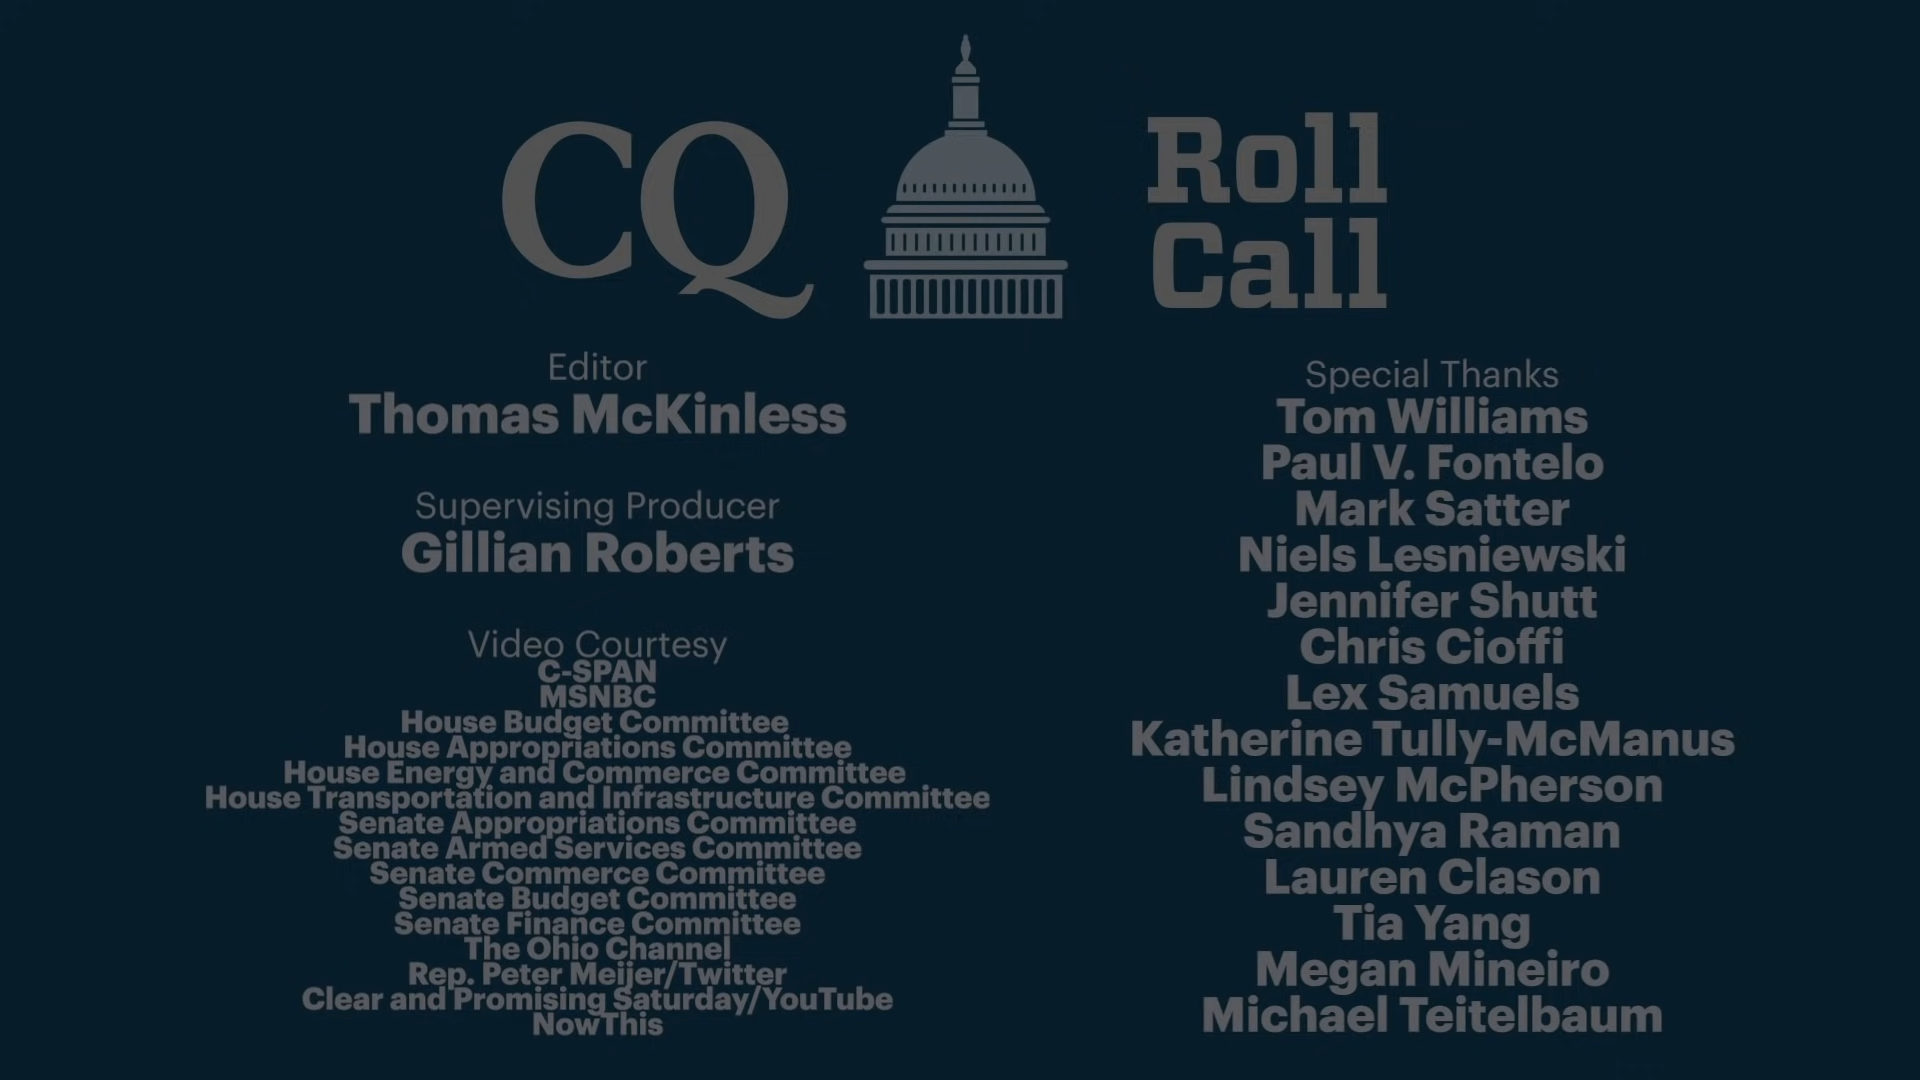 CQ
Roll
Call
Editor
Thomas McKinless
Supervising Producer
Gillian Roberts
Video Courtesy
C-SPAN
MSNBC
House Budget Committee
House Appropriations Committee
House Energy and Commerce Committee
House Transportation and Infrastructure Committee
Senate Appropriations Committee
Senate Armed Services Committee
Senate Commerce Committee
Senate Budget Committee
Senate Finance Committee
The Ohio Channel
Rep. Peter Meijer/Twitter
Clear and Promising Saturday/YouTube
NowThis
Special Thanks
Tom Williams
Paul V. Fontelo
Mark Satter
Niels Lesniewski
Jennifer Shutt
Chris Cioffi
Lex Samuels
Katherine Tully-McManus
Lindsey McPherson
Sandhya Raman
Lauren Clason
Tia Yang
Megan Mineiro
Michael Teitelbaum